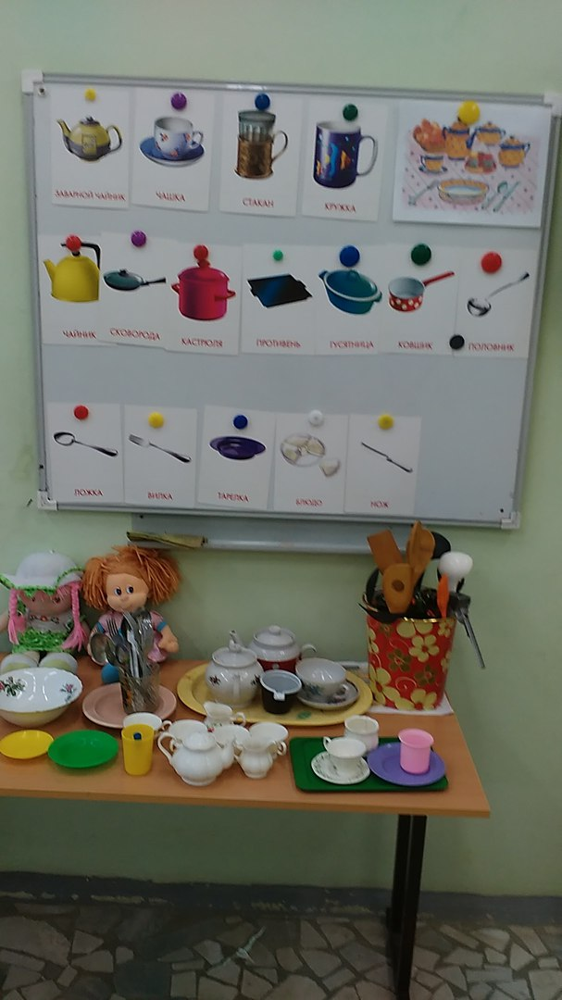 ЗАВАРНОЙ ЧАЙНИК
ЧАШКА
СТАКАН
КРУЖКА
ЧАЙНИК
СКОВОРОДА
КАСТРЮЛЯ
ПРОТИВЕНЬ
ГУСЯТНИЦА
КОВШИК
ПОЛОВНИК
ЛОЖКА
ВИЛКА
ТАРЕЛКА
БЛЮДО
НОЖ